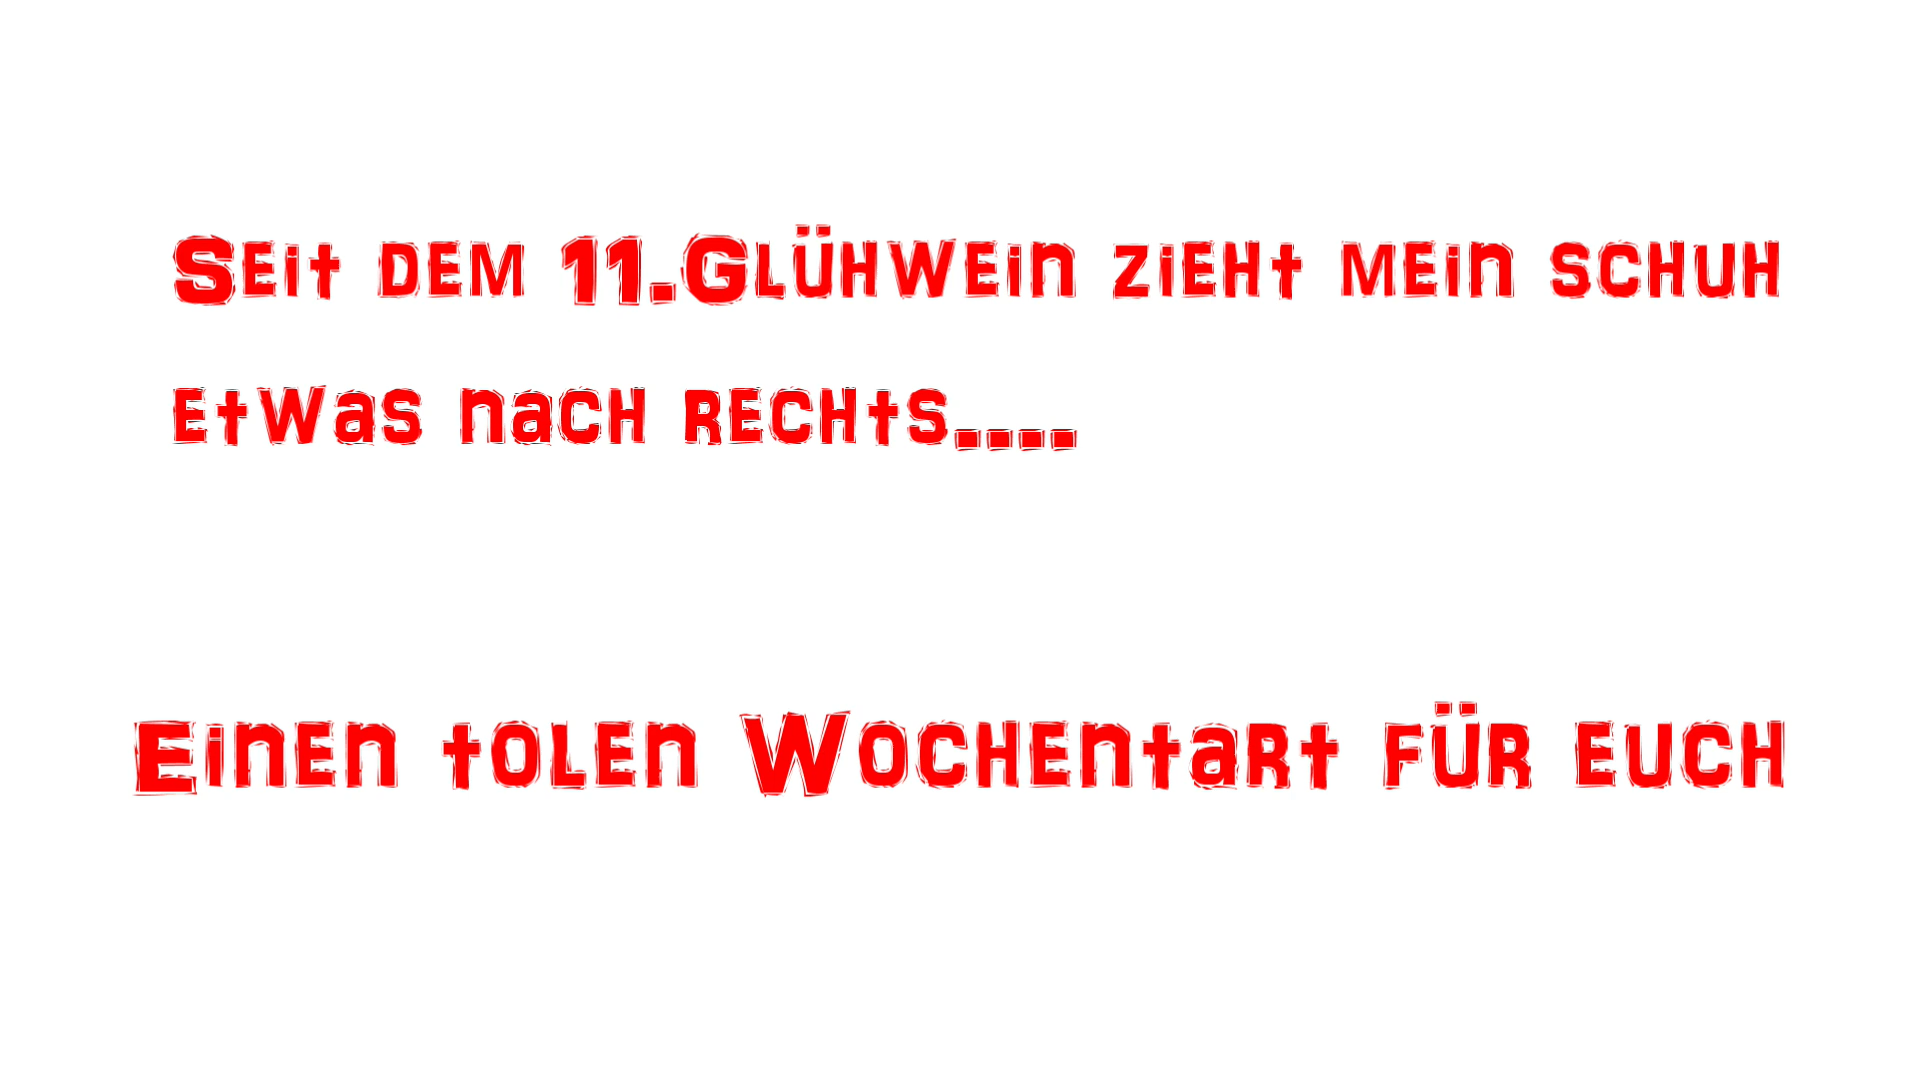 Seit dem 11.Glühwein zieht mein schuh
etwas nach rechts....
Einen tolen Wochentart für euch